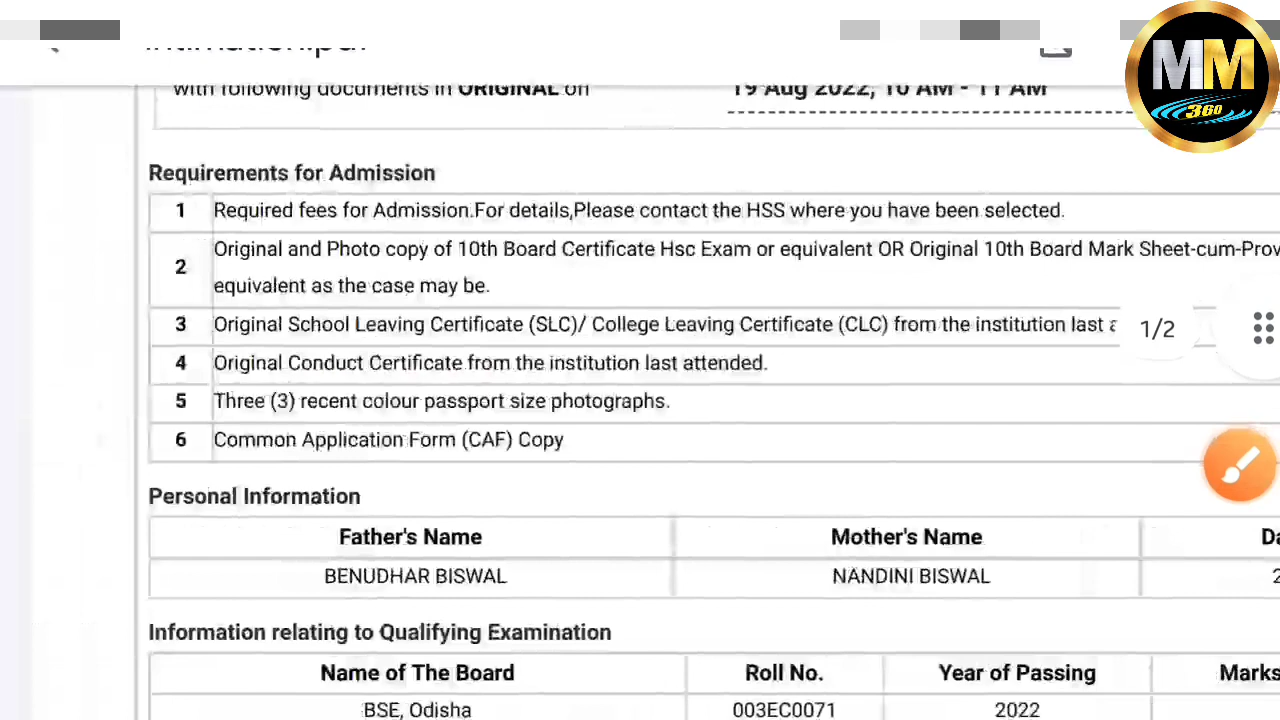 intimation.pdf
MM
360
with following documents in ORIGINAL on 19 Aug 2022, 10 AM - 11 AM
Requirements for Admission
1 Required fees for Admission.For details,Please contact the HSS where you have been selected.
2 Original and Photo copy of 10th Board Certificate Hsc Exam or equivalent OR Original 10th Board Mark Sheet-cum-Prov
equivalent as the case may be.
3 Original School Leaving Certificate (SLC)/ College Leaving Certificate (CLC) from the institution last
1/2
4 Original Conduct Certificate from the institution last attended.
5 Three (3) recent colour passport size photographs.
6 Common Application Form (CAF) Copy
Personal Information
Father's Name Mother's Name Da
BENUDHAR BISWAL NANDINI BISWAL 2
Information relating to Qualifying Examination
Name of The Board Roll No. Year of Passing Marks
BSE, Odisha 003EC0071 2022